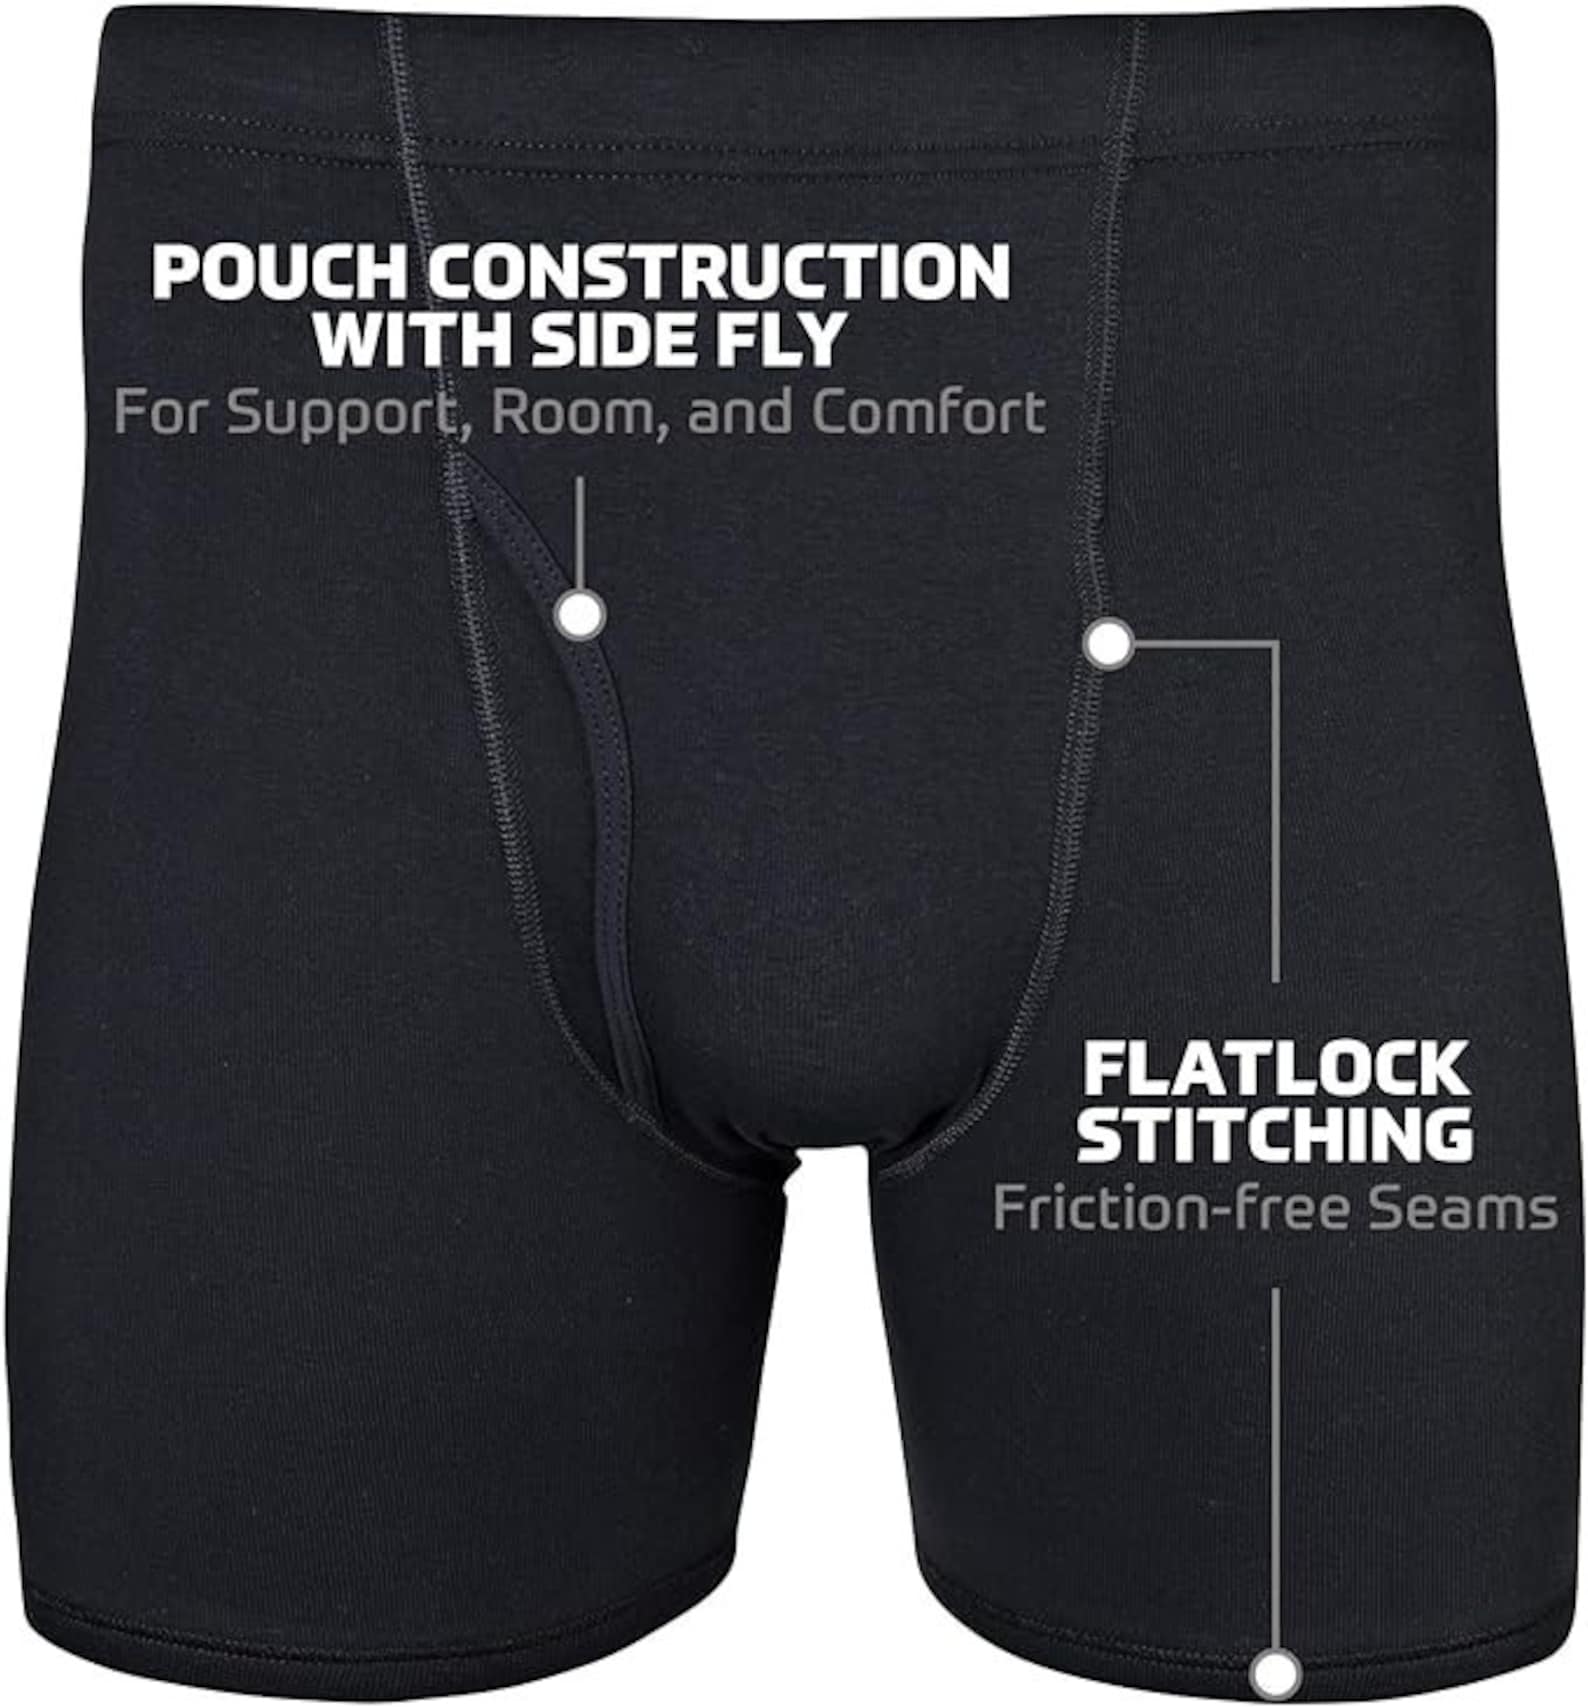 POUCH CONSTRUCTION
WITH SIDE FLY
For Support, Room, and Comfort
FLATLOCK
STITCHING
Friction-free Seams